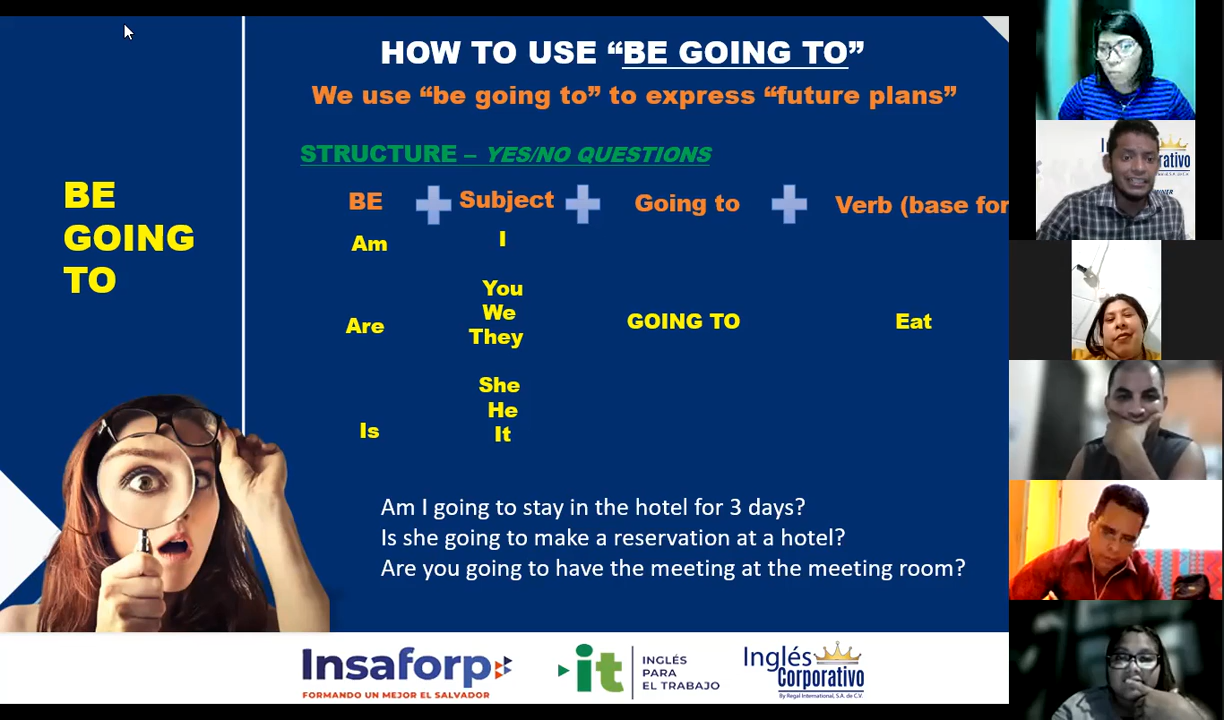 HOW TO USE “BE GOING TO”
We use “be going to” to express “future plans”
STRUCTURE – YES/NO QUESTIONS
BE
GOING
TO
BE + Subject + Going to + Verb (base for
Am
I
You
We
They
Are
GOING TO
Eat
She
He
It
Is
Am I going to stay in the hotel for 3 days?
Is she going to make a reservation at a hotel?
Are you going to have the meeting at the meeting room?
Insaforp
FORMANDO UN MEJOR EL SALVADOR
it
INGLÉS
PARA
EL TRABAJO
Inglés
Corporativo
By Regal International, S.A. de C.V.